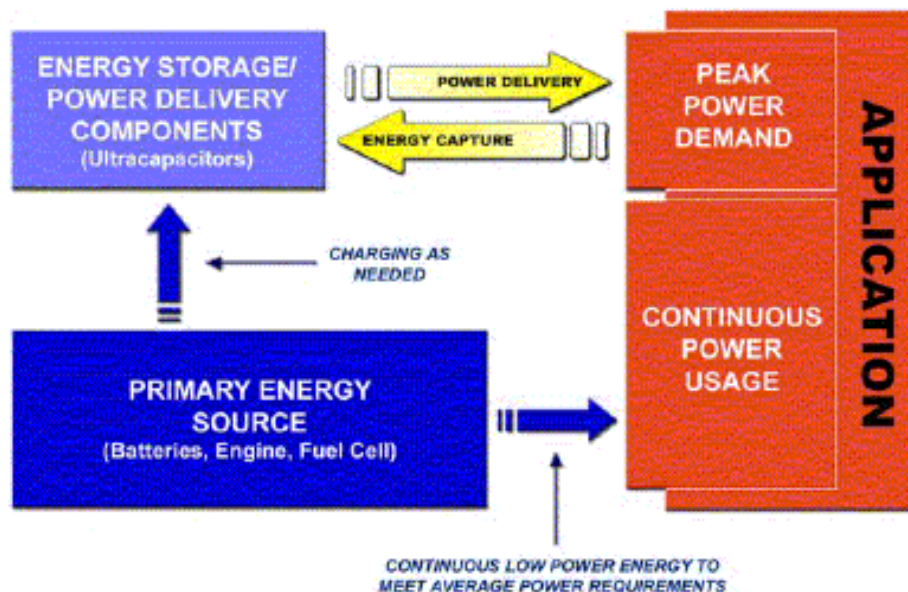 ENERGY STORAGE/
POWER DELIVERY
COMPONENTS
(Ultracapacitors)
POWER DELIVERY
ENERGY CAPTURE
PEAK
POWER
DEMAND
APPLICATION
CHARGING AS
NEEDED
CONTINUOUS
POWER
USAGE
PRIMARY ENERGY
SOURCE
(Batteries, Engine, Fuel Cell)
CONTINUOUS LOW POWER ENERGY TO
MEET AVERAGE POWER REQUIREMENTS